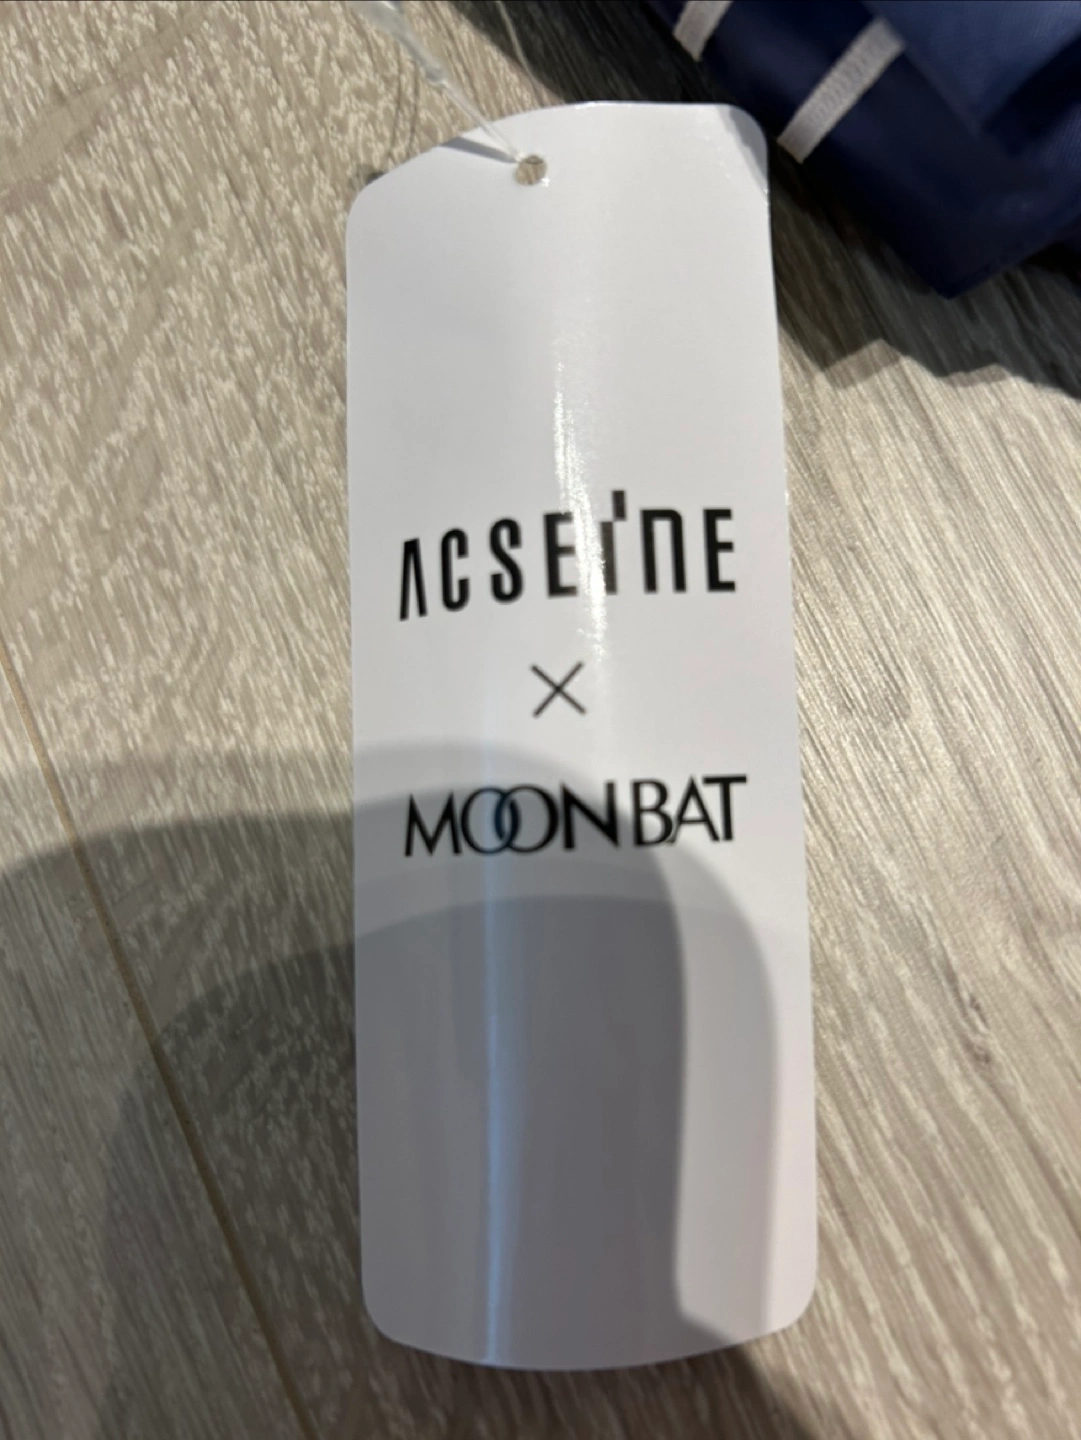 ACSEINE
×
MOONBAT